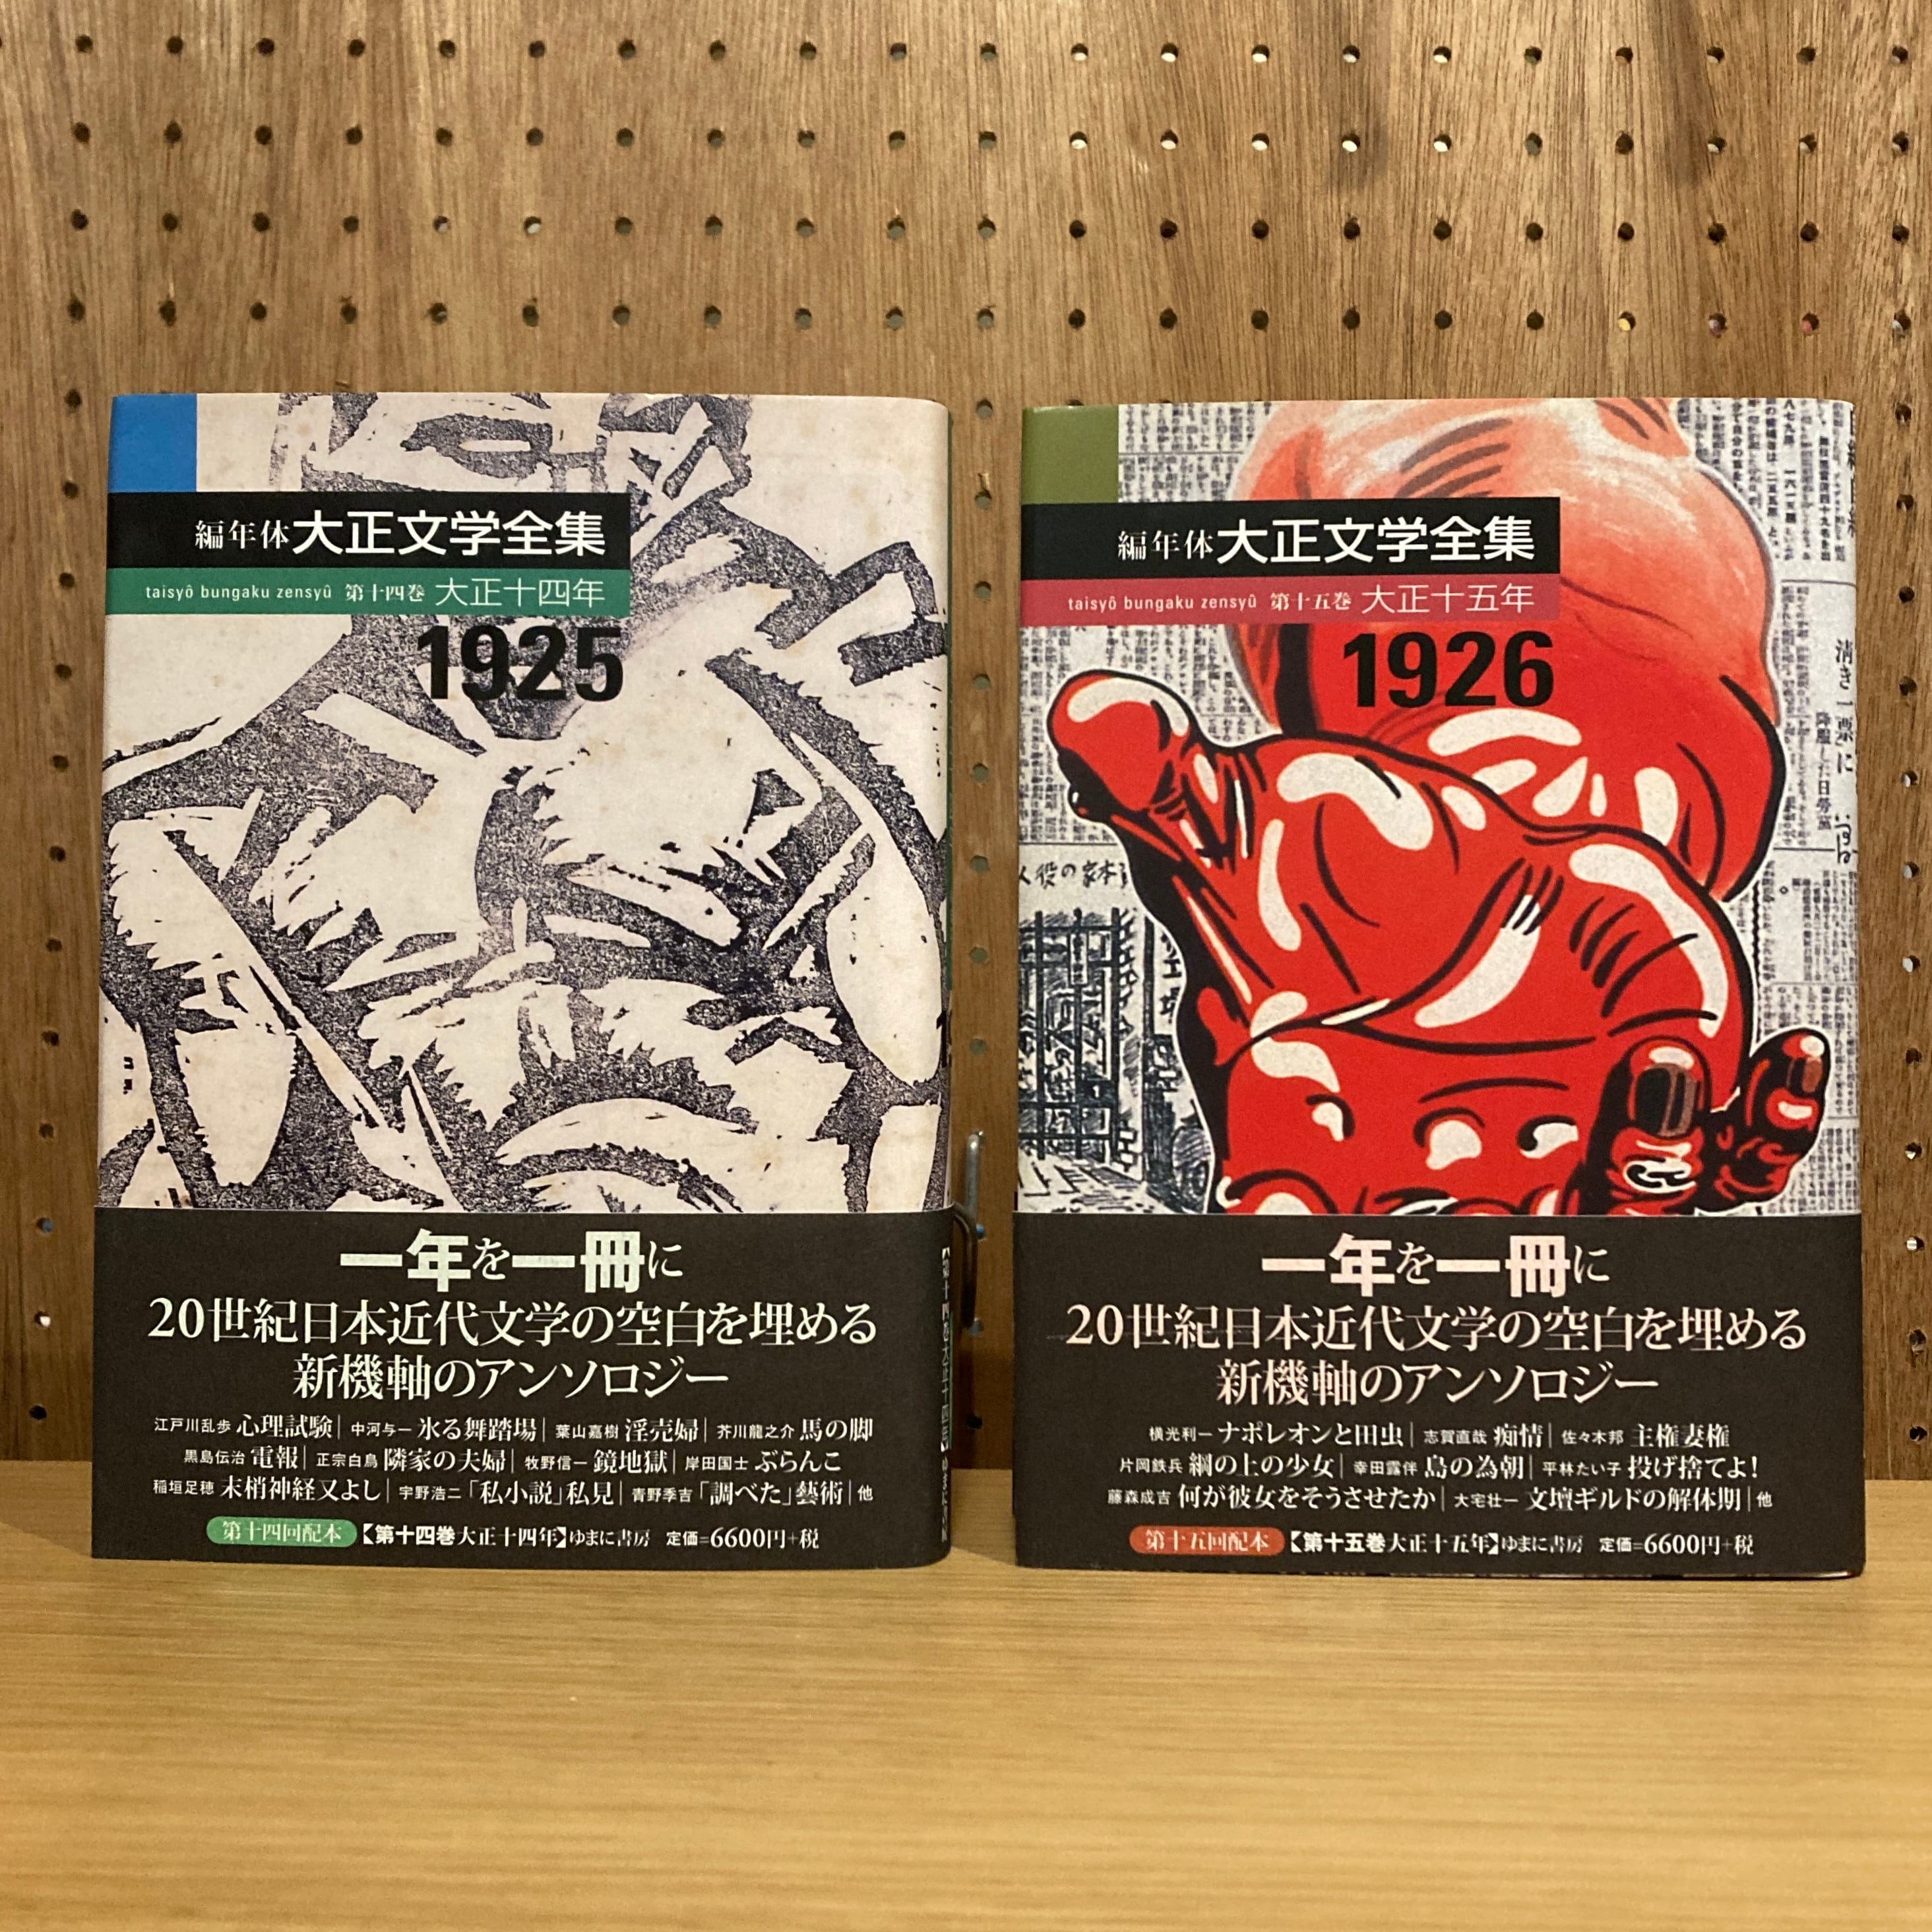 編年体大正文学全集
taisyô bungaku zensyû 第十四巻 大正十四年
1925
一年を一冊に
20世紀日本近代文学の空白を埋める
新機軸のアンソロジー
江戸川乱歩 心理試験│中河与一 氷る舞踏場│葉山嘉樹 淫売婦│芥川龍之介 馬の脚
黒島伝治 電報│正宗白鳥 隣家の夫婦│牧野信一 鏡地獄│岸田国士 ぶらんこ
稲垣足穂 末梢神経又よし│宇野浩二 「私小説」私見│青野季吉 「調べた」藝術│他
第十四回配本 【第十四巻大正十四年】ゆまに書房 定価=6600円+税
編年体大正文学全集
taisyô bungaku zensyû 第十五巻 大正十五年
1926
清き一票に
人役の家本
一年を一冊に
20世紀日本近代文学の空白を埋める
新機軸のアンソロジー
横光利一 ナポレオンと田虫│志賀直哉 痴情│佐々木邦 主権妻権
片岡鉄兵 綱の上の少女│幸田露伴 島の為朝│平林たい子 投げ捨てよ!
藤森成吉 何が彼女をそうさせたか│大宅壮一 文壇ギルドの解体期│他
第十五回配本 【第十五巻大正十五年】ゆまに書房 定価=6600円+税